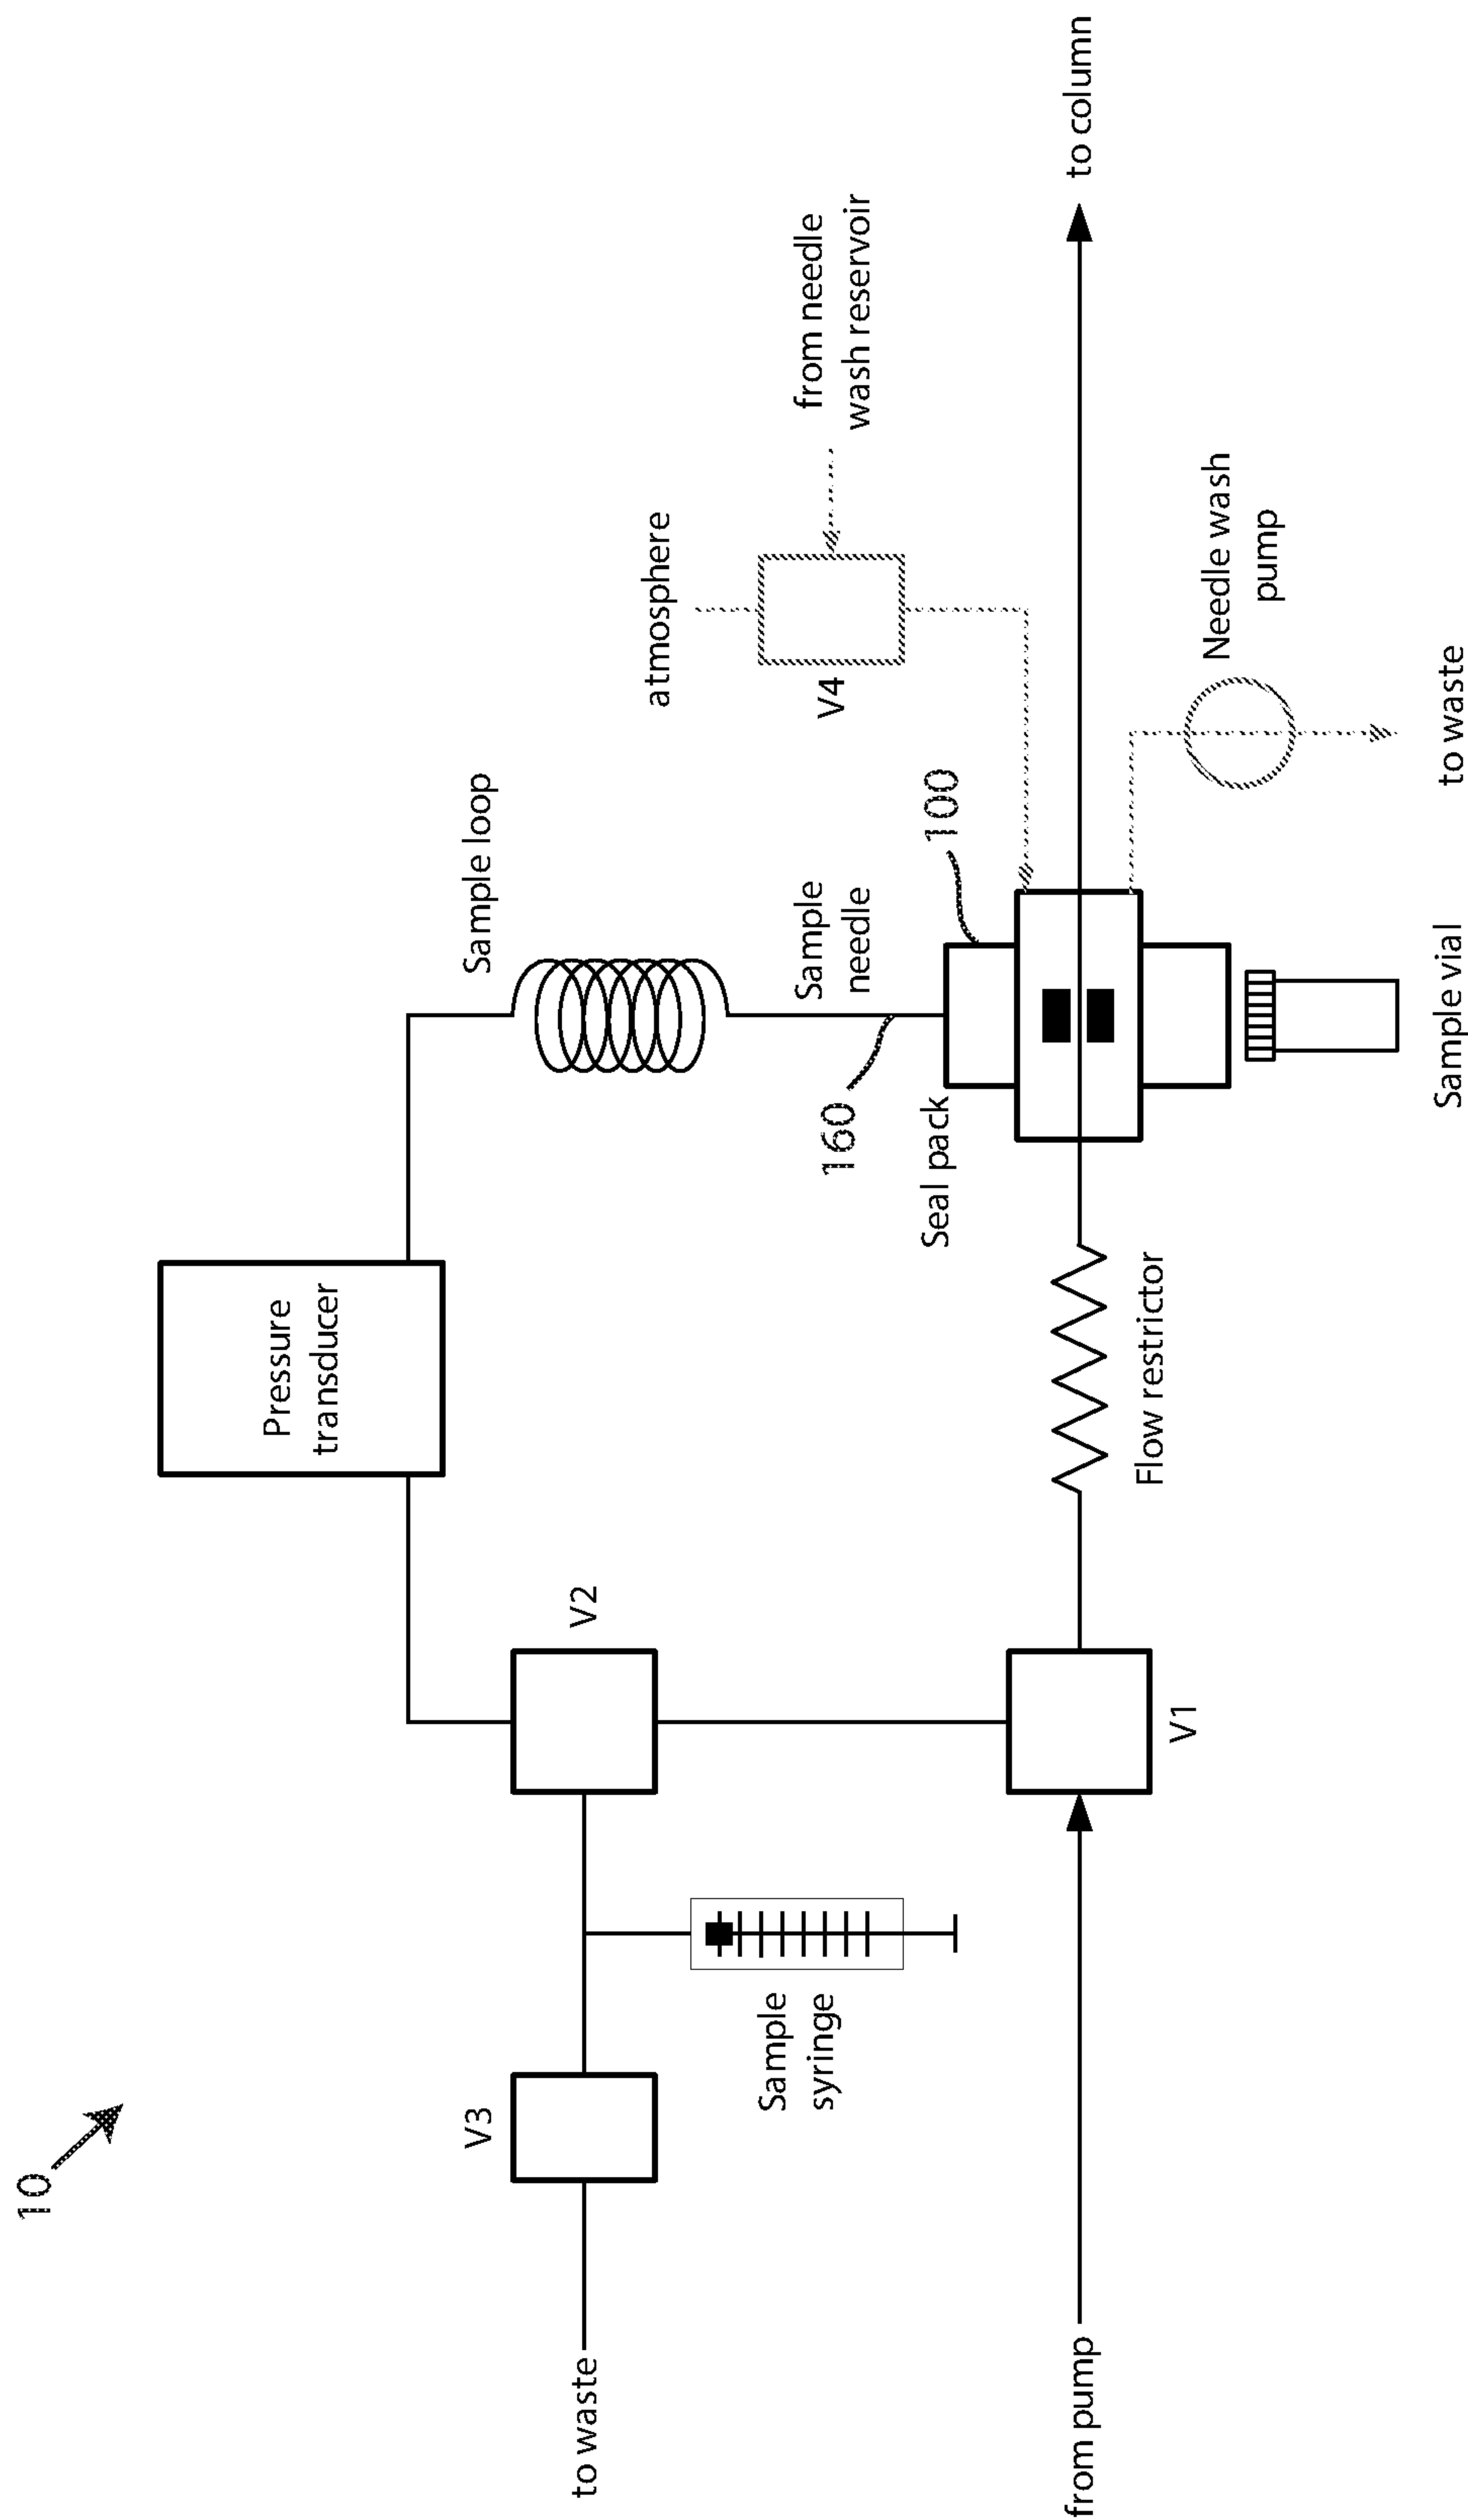 10
Pressure
transducer
Sample loop
atmosphere
from needle
wash reservoir
V4
V3
V2
Sample
needle
160
100
Seal pack
Sample
syringe
to waste
to column
Needle wash
pump
V1
Flow restrictor
from pump
Sample vial
to waste